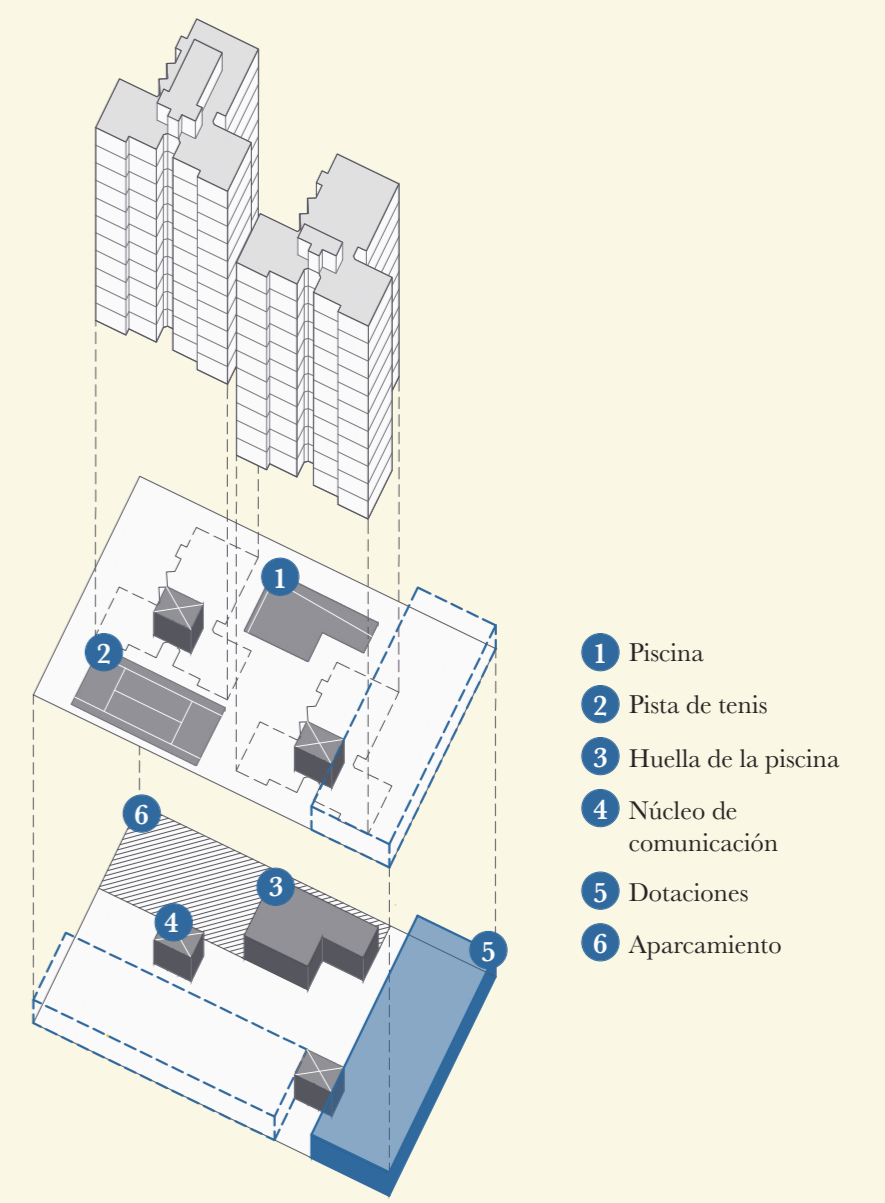 1
2
6
3
4
5
1 Piscina
2 Pista de tenis
3 Huella de la piscina
4 Núcleo de
comunicación
5 Dotaciones
6 Aparcamiento